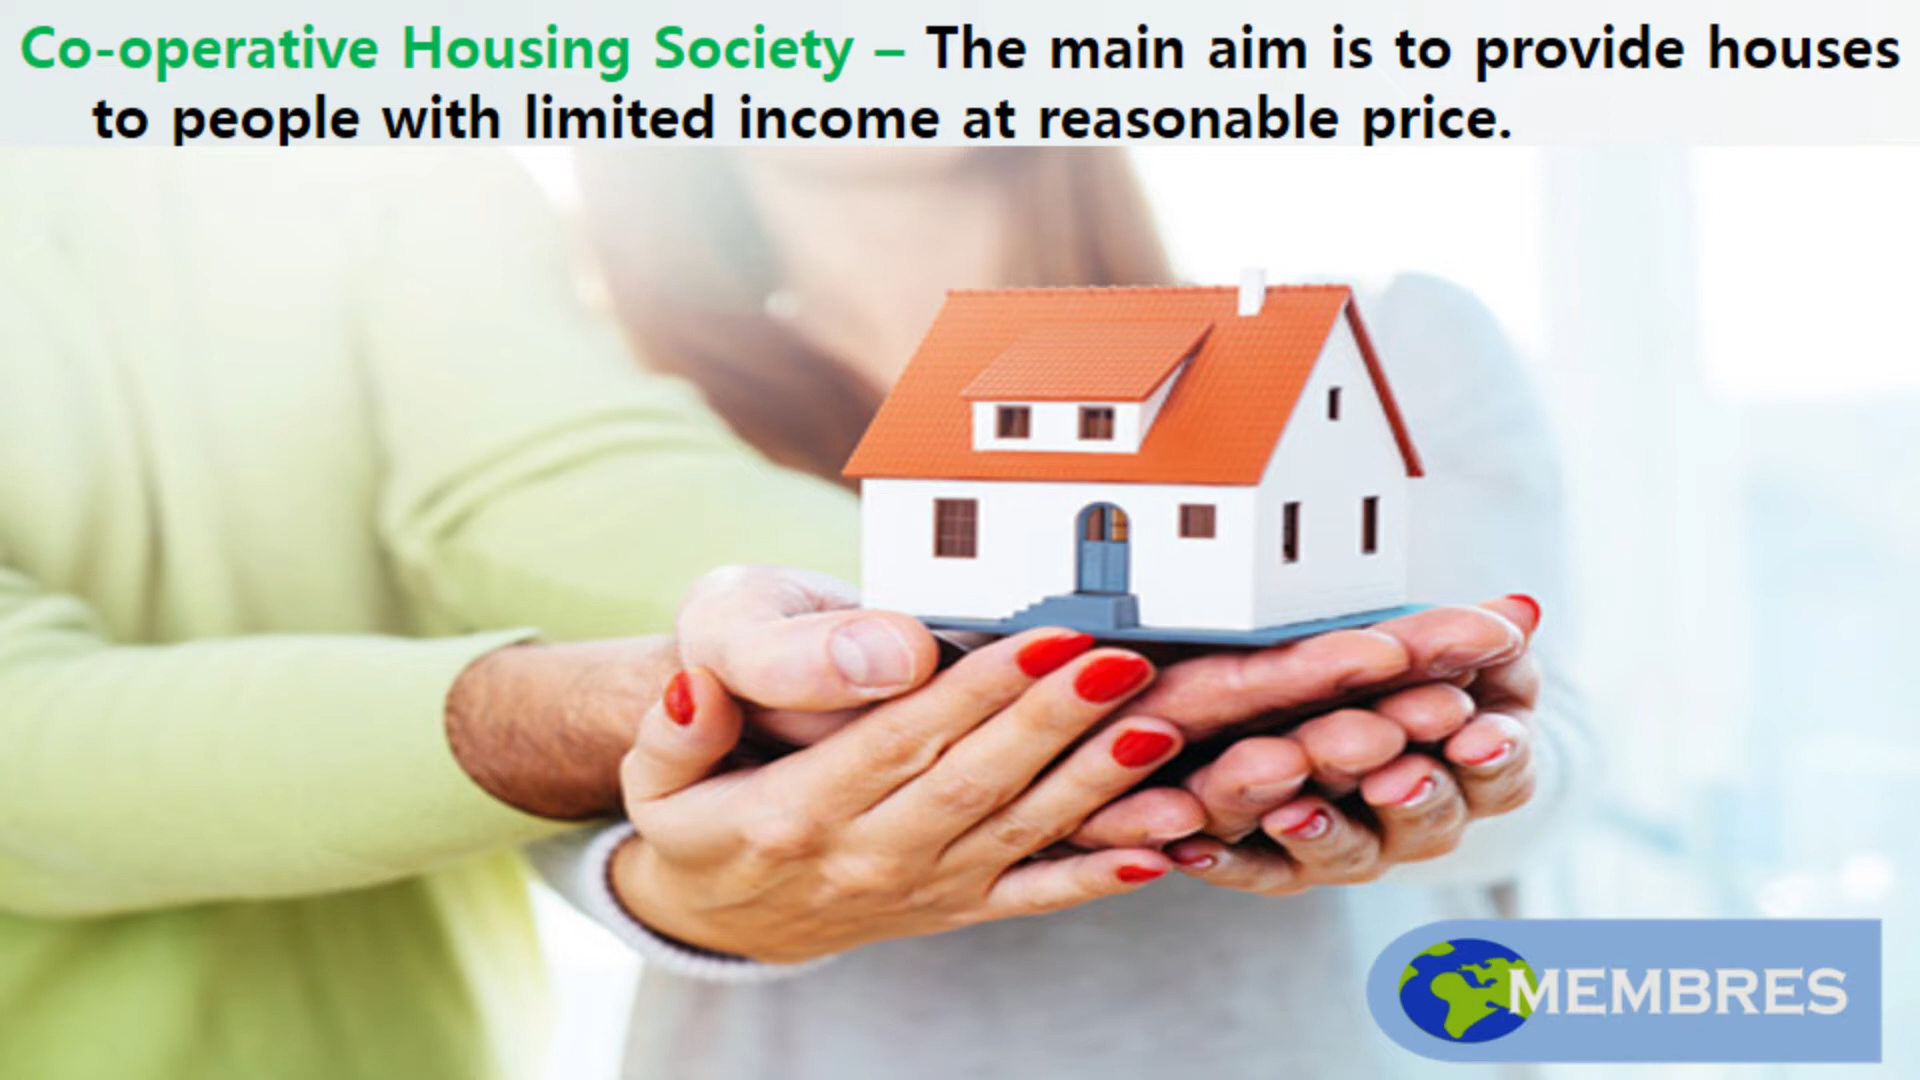 Co-operative Housing Society – The main aim is to provide houses
to people with limited income at reasonable price.
MEMBRES